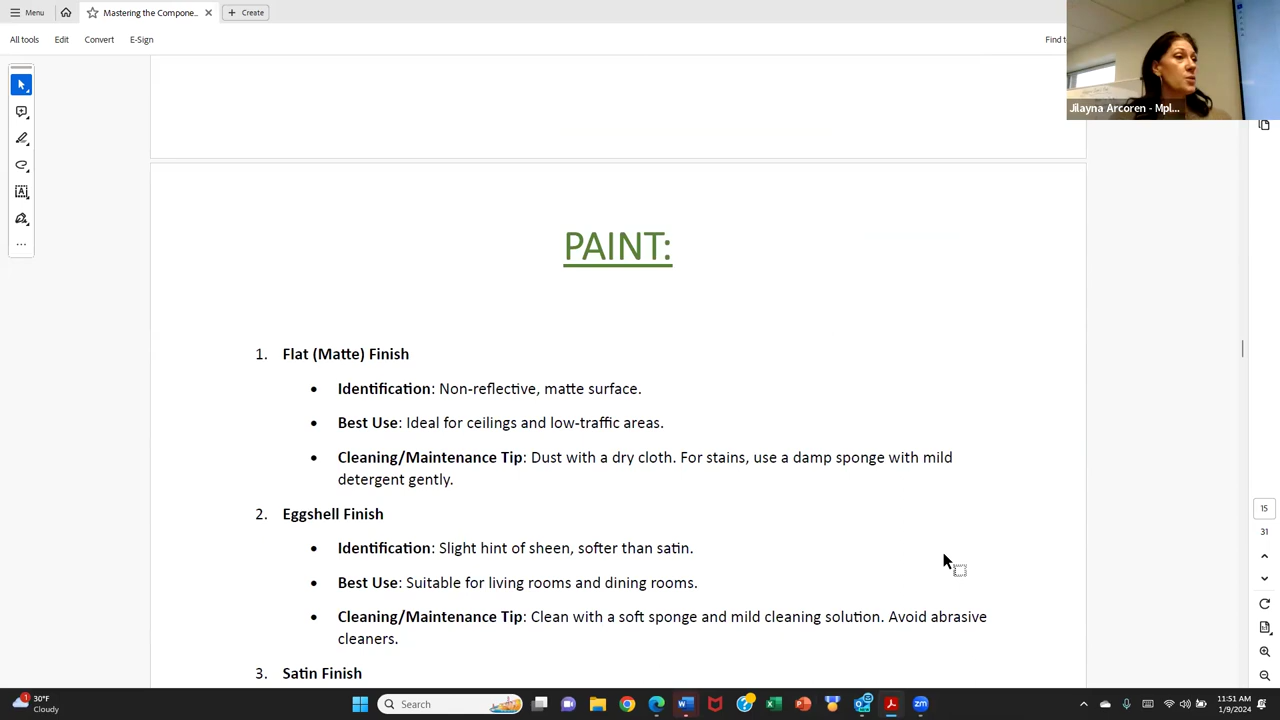 Menu
Mastering the Compone...
Create
All tools
Edit
Convert
E-Sign
Find to
Jilayna Arcoren - Mpl...
PAINT:
1. Flat (Matte) Finish
• Identification: Non-reflective, matte surface.
• Best Use: Ideal for ceilings and low-traffic areas.
• Cleaning/Maintenance Tip: Dust with a dry cloth. For stains, use a damp sponge with mild
detergent gently.
2. Eggshell Finish
• Identification: Slight hint of sheen, softer than satin.
• Best Use: Suitable for living rooms and dining rooms.
• Cleaning/Maintenance Tip: Clean with a soft sponge and mild cleaning solution. Avoid abrasive
cleaners.
3. Satin Finish
15
31
1
30°F
Cloudy
Search
zm
11:51 AM
1/9/2024